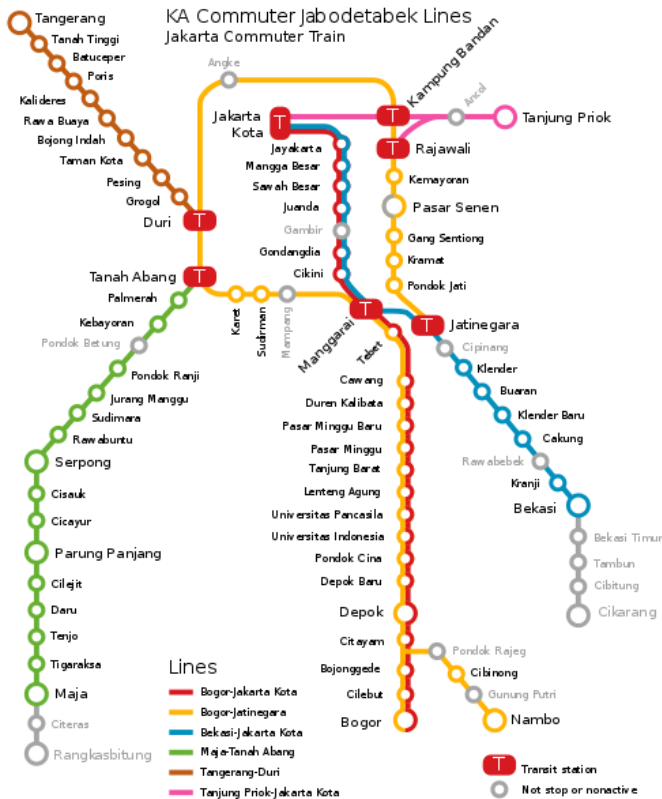 KA Commuter Jabodetabek Lines
Jakarta Commuter Train
Tangerang
Tanah Tinggi
Batuceper
Poris
Kalideres
Rawa Buaya
Bojong Indah
Taman Kota
Pesing
Grogol
Duri
Tanah Abang
Angke
Kampung Bandan
Ancol
Tanjung Priok
Jakarta
Kota
T
T
T
T
T
T
T
Rajawali
Jayakarta
Mangga Besar
Sawah Besar
Juanda
Gambir
Gondangdia
Cikini
Kemayoran
Pasar Senen
Gang Sentiong
Kramat
Pondok Jati
Palmerah
Kebayoran
Pondok Betung
Pondok Ranji
Jurang Manggu
Sudimara
Rawabuntu
Serpong
Cisauk
Cicayur
Parung Panjang
Cilejit
Daru
Tenjo
Tigaraksa
Maja
Citeras
Rangkasbitung
Karet
Sudirman
Mampang
Manggarai
Tebet
Jatinegara
Cipinang
Klender
Buaran
Klender Baru
Cakung
Rawabebek
Kranji
Bekasi
Bekasi Timur
Tambun
Cibitung
Cikarang
Cawang
Duren Kalibata
Pasar Minggu Baru
Pasar Minggu
Tanjung Barat
Lenteng Agung
Universitas Pancasila
Universitas Indonesia
Pondok Cina
Depok Baru
Depok
Citayam
Bojonggede
Cilebut
Bogor
Pondok Rajeg
Cibinong
Gunung Putri
Nambo
Lines
Bogor-Jakarta Kota
Bogor-Jatinegara
Bekasi-Jakarta Kota
Maja-Tanah Abang
Tangerang-Duri
Tanjung Priok-Jakarta Kota
T
Transit station
Not stop or nonactive